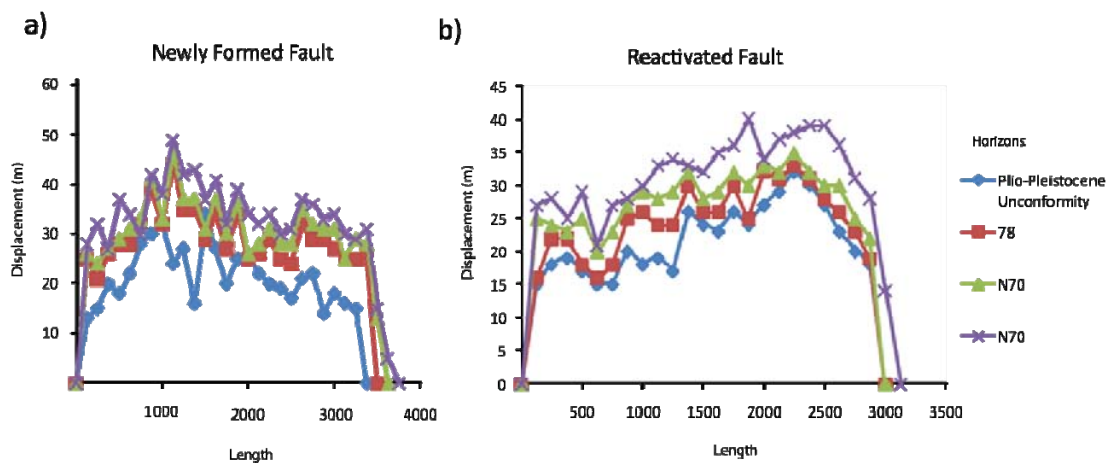 a)
Newly Formed Fault
60
50
40
30
20
10
Displacement (m)
1000
2000
3000
4000
Length
b)
Reactivated Fault
45
40
35
30
25
20
15
10
5
0
Displacement (m)
500
1000
1500
2000
2500
3000
3500
Length
Horizons
Plio-Pleistocene
Unconformity
78
N70
N70